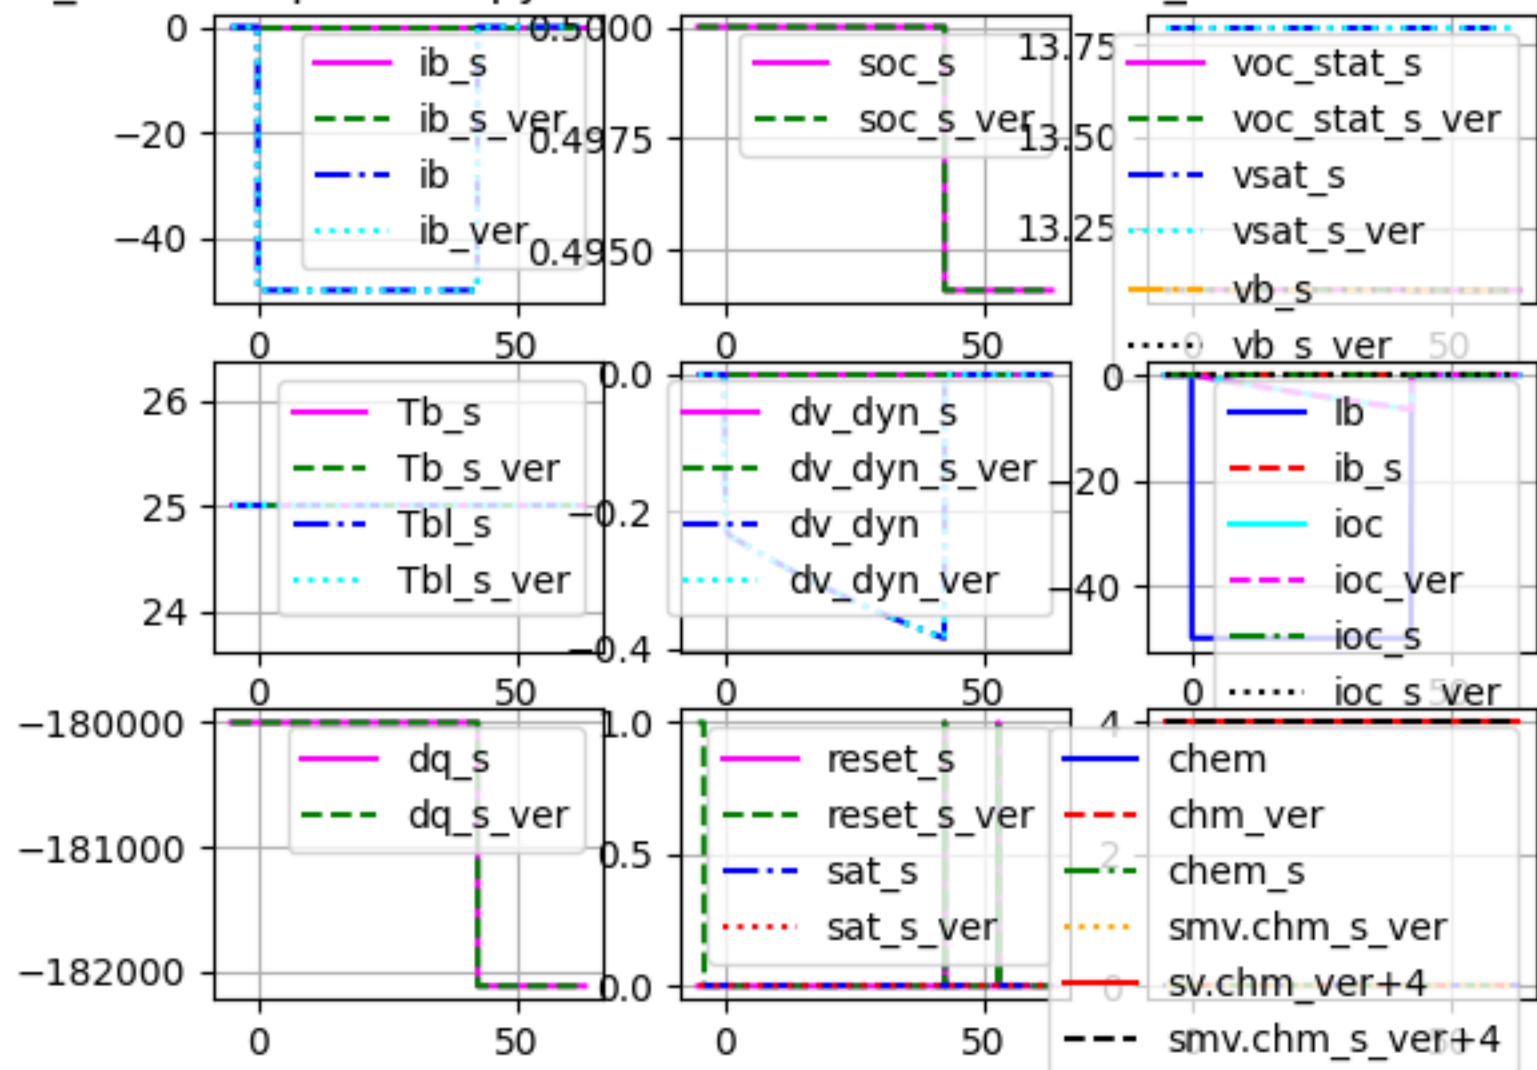 0
−20
−40
ib_s
ib_s_ver
ib
ib_ver
0
50
0.5000
0.4975
0.4950
soc_s
soc_s_ver
0
50
13.75
13.50
13.25
voc_stat_s
voc_stat_s_ver
vsat_s
vsat_s_ver
vb_s
vb_s_ver
0
50
26
25
24
Tb_s
Tb_s_ver
Tbl_s
Tbl_s_ver
0
50
0.0
−0.2
−0.4
dv_dyn_s
dv_dyn_s_ver
dv_dyn
dv_dyn_ver
0
50
0
−20
−40
Ib
ib_s
ioc
ioc_ver
ioc_s
ioc_s_ver
0
50
−180000
−181000
−182000
dq_s
dq_s_ver
0
50
1.0
0.5
0.0
reset_s
reset_s_ver
sat_s
sat_s_ver
0
50
4
2
0
chem
chm_ver
chem_s
smv.chm_s_ver
sv.chm_ver+4
smv.chm_s_ver+4
0
50